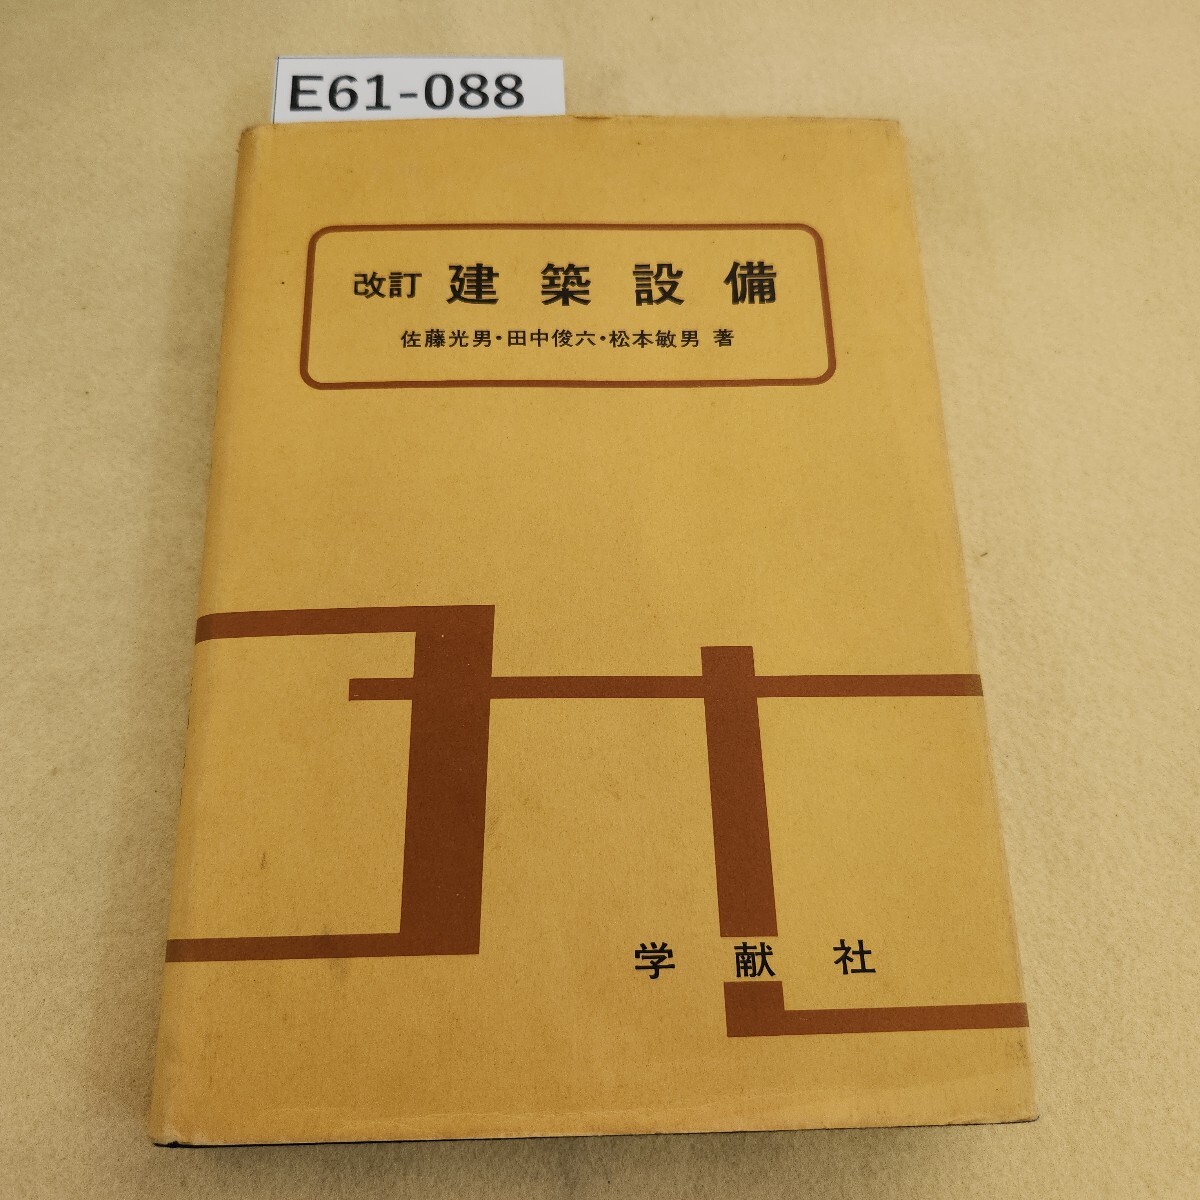 E61-088
改訂 建築設備
佐藤光男・田中俊六・松本敏男 著
学献社